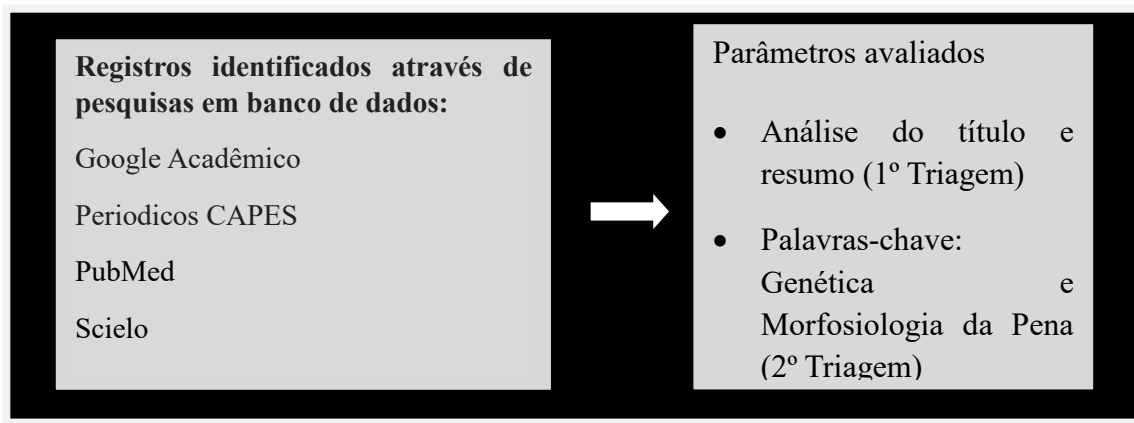 Registros identificados através de
pesquisas em banco de dados:
Google Acadêmico
Periodicos CAPES
PubMed
Scielo
Parâmetros avaliados
• Análise do título e
resumo (1º Triagem)
• Palavras-chave:
Genética e
Morfosiologia da Pena
(2º Triagem)